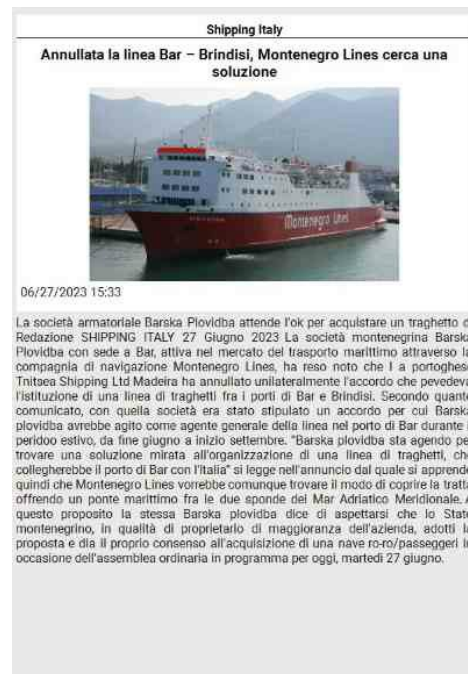 Shipping Italy
Annullata la linea Bar – Brindisi, Montenegro Lines cerca una
soluzione
Montenegro Lines
06/27/2023 15:33
La società armatoriale Barska Plovidba attende l'ok per acquistare un traghetto d
Redazione SHIPPING ITALY 27 Giugno 2023 La società montenegrina Barska
Plovidba con sede a Bar, attiva nel mercato del trasporto marittimo attraverso la
compagnia di navigazione Montenegro Lines, ha reso noto che l a portoghese
Tnitsea Shipping Ltd Madeira ha annullato unilateralmente l'accordo che pevedeva
l'istituzione di una linea di traghetti fra i porti di Bar e Brindisi. Secondo quanto
comunicato, con quella società era stato stipulato un accordo per cui Barska
plovidba avrebbe agito come agente generale della linea nel porto di Bar durante i
peridoo estivo, da fine giugno a inizio settembre. "Barska plovidba sta agendo per
trovare una soluzione mirata all'organizzazione di una linea di traghetti, che
collegherebbe il porto di Bar con l'Italia" si legge nell'annuncio dal quale si apprende
quindi che Montenegro Lines vorrebbe comunque trovare il modo di coprire la tratta
offrendo un ponte marittimo fra le due sponde del Mar Adriatico Meridionale. A
questo proposito la stessa Barska plovidba dice di aspettarsi che lo Stato
montenegrino, in qualità di proprietario di maggioranza dell'azienda, adotti la
proposta e dia il proprio consenso all'acquisizione di una nave ro-ro/passeggeri in
occasione dell'assemblea ordinaria in programma per oggi, martedì 27 giugno.